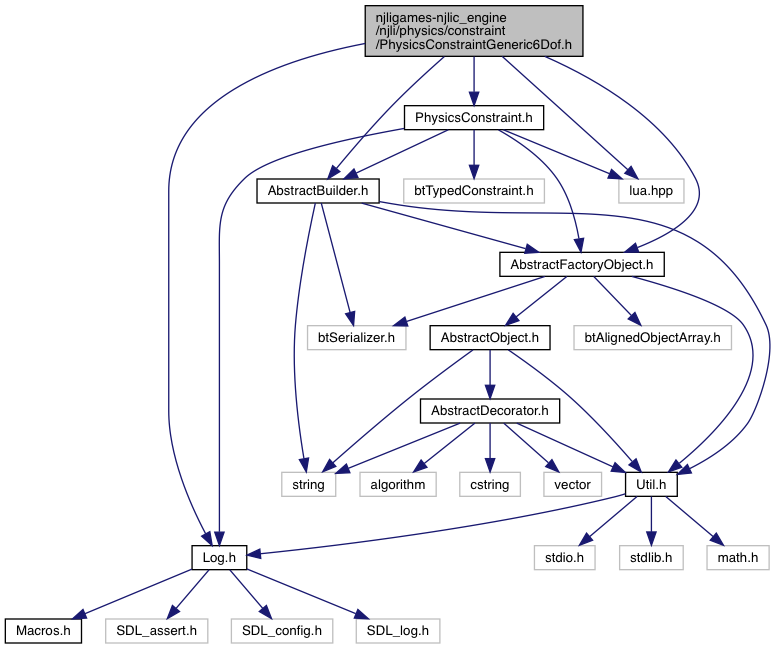 njligames-njlic_engine
/njli/physics/constraint
/PhysicsConstraintGeneric6Dof.h
PhysicsConstraint.h
AbstractBuilder.h
btTypedConstraint.h
lua.hpp
AbstractFactoryObject.h
btSerializer.h
AbstractObject.h
btAlignedObjectArray.h
AbstractDecorator.h
string
algorithm
cstring
vector
Util.h
Log.h
stdio.h
stdlib.h
math.h
Macros.h
SDL_assert.h
SDL_config.h
SDL_log.h